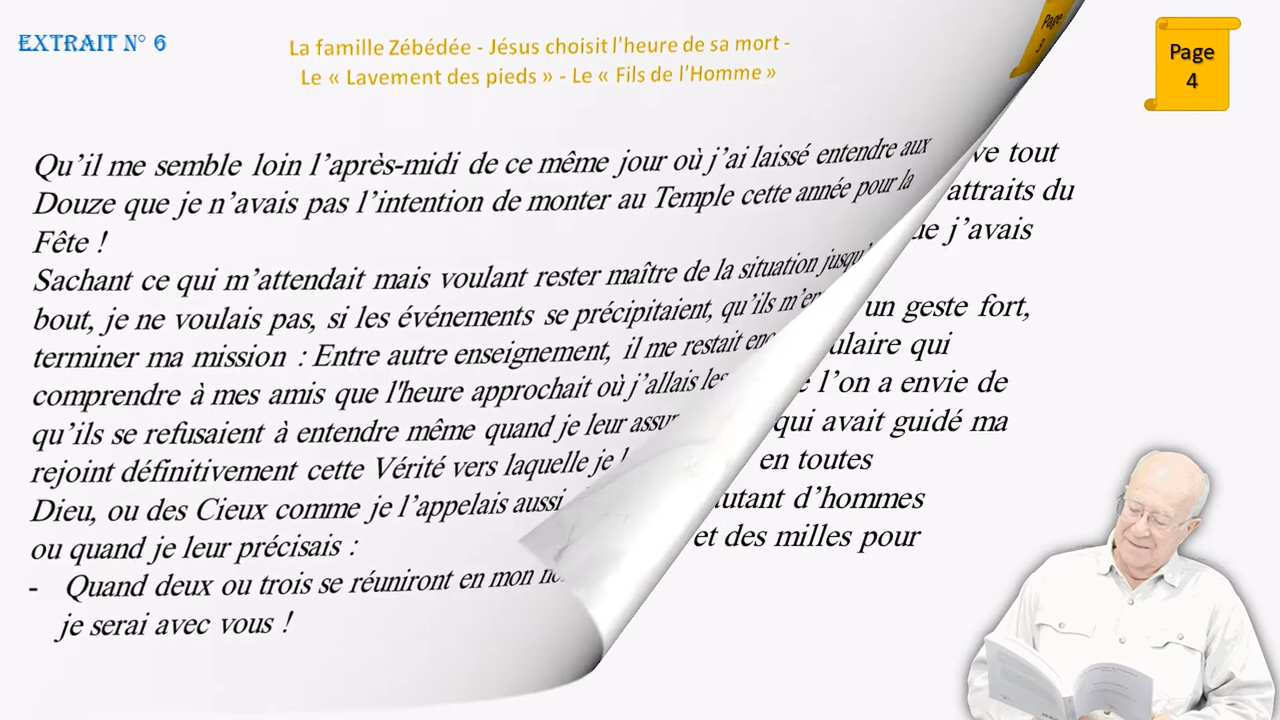 EXTRAIT N° 6
La famille Zébédée - Jésus choisit l'heure de sa mort -
Le « Lavement des pieds » - Le « Fils de l'Homme »
Page
3
Page
4
Qu’il me semble loin l’après-midi de ce même jour où j’ai laissé entendre aux
Douze que je n’avais pas l’intention de monter au Temple cette année pour la
Fête !
Sachant ce qui m’attendait mais voulant rester maître de la situation
bout, je ne voulais pas, si les événements se précipitaient, qu’ils
terminer ma mission : Entre autre enseignement, il me restait
comprendre à mes amis que l'heure approchait où j’allais les
qu’ils se refusaient à entendre même quand je leur
rejoint définitivement cette Vérité vers laquelle je
Dieu, ou des Cieux comme je l’appelais aussi
ou quand je leur précisais :
- Quand deux ou trois se réuniront en mon
je serai avec vous !
tout
attraits du
j’avais
un geste fort,
qui
l’on a envie de
qui avait guidé ma
en toutes
d’hommes
et des milles pour